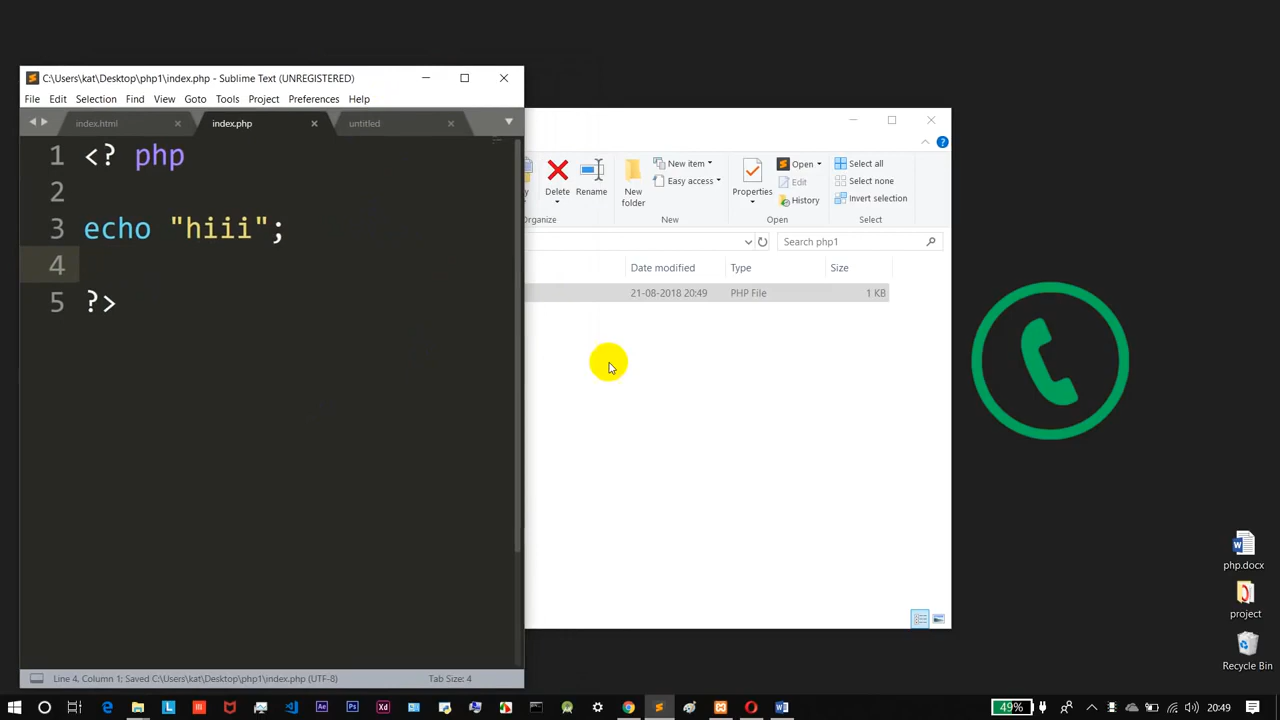 C:\Users\kat\Desktop\php1\index.php - Sublime Text (UNREGISTERED)
File Edit Selection Find View Goto Tools Project Preferences Help
index.html index.php untitled
1 <? php
2
3 echo "hiii";
4
5 ?>
Line 4, Column 1; Saved C:\Users\kat\Desktop\php1\index.php (UTF-8) Tab Size: 4
Delete Rename
New folder
New item
Easy access
Properties
Open
Edit
History
Select all
Select none
Invert selection
Organize New Open Select
Search php1
Date modified Type Size
21-08-2018 20:49 PHP File 1 KB
php.docx
project
Recycle Bin
49% 20:49